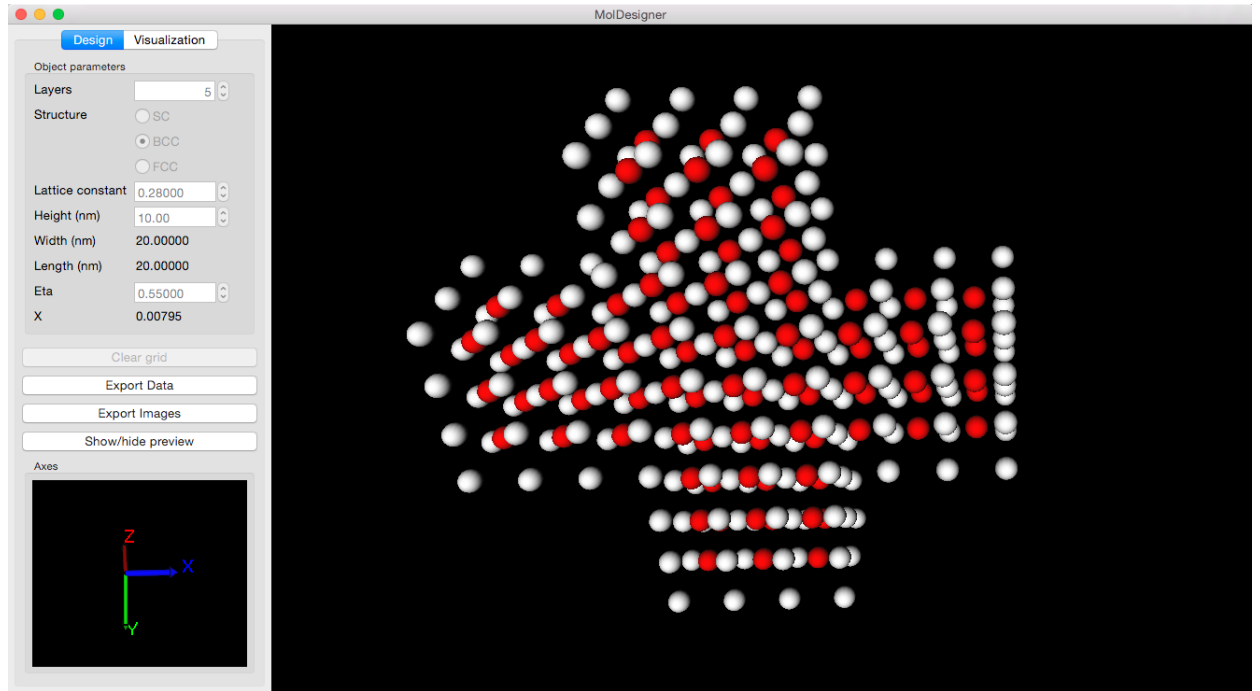 MolDesigner
Design Visualization
Object parameters
Layers 5
Structure SC
BCC
FCC
Lattice constant 0.28000
Height (nm) 10.00
Width (nm) 20.00000
Length (nm) 20.00000
Eta 0.55000
X 0.00795
Clear grid
Export Data
Export Images
Show/hide preview
Axes
Z
X
Y